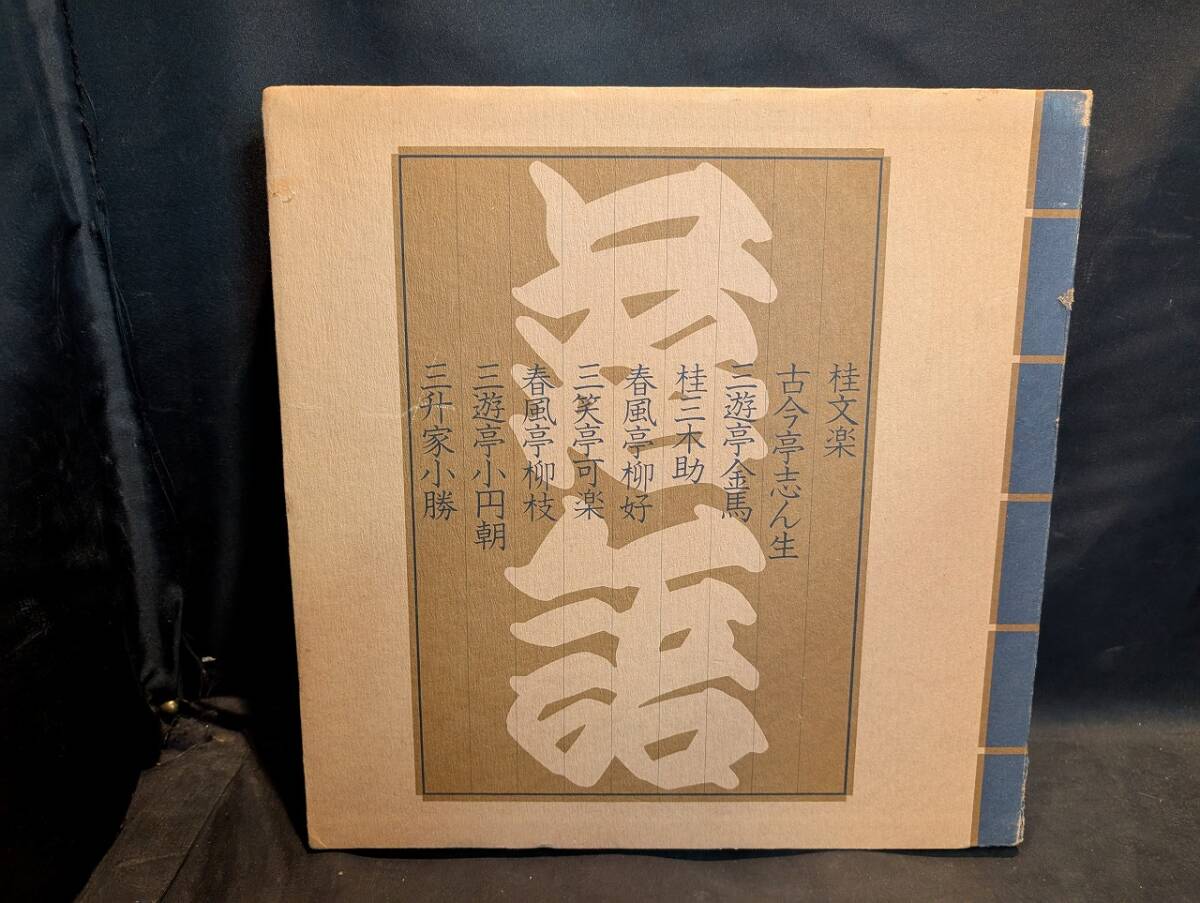 語
桂文楽
古今亭志ん生
三遊亭金馬
桂三木助
春風亭柳好
三笑亭可楽
春風亭柳枝
三遊亭小円朝
三升家小勝